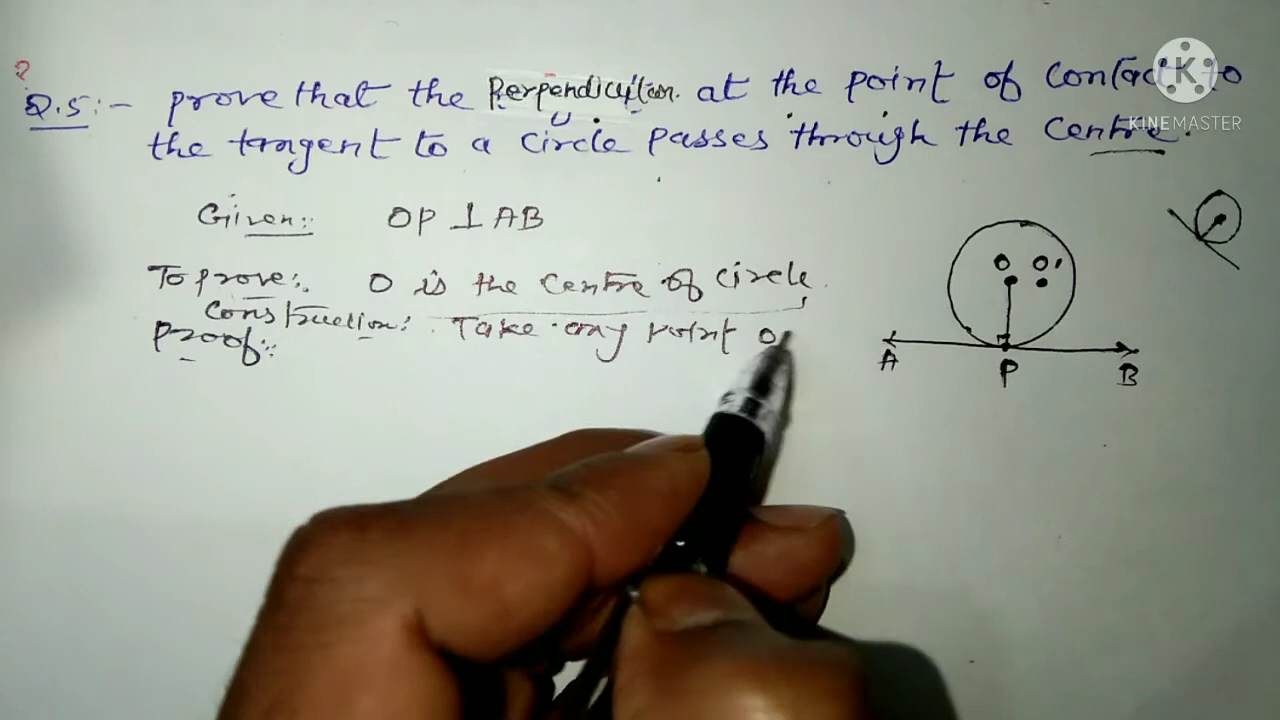 ?
Q.5:- prove that the Perpendicular at the point of contact to
the tangent to a circle passes through the centre.
Given:: OP ⊥ AB
To prove:. O is the centre of circle.
Construction: Take any point O
Proof::
O O'
A P B
K
KINEMASTER